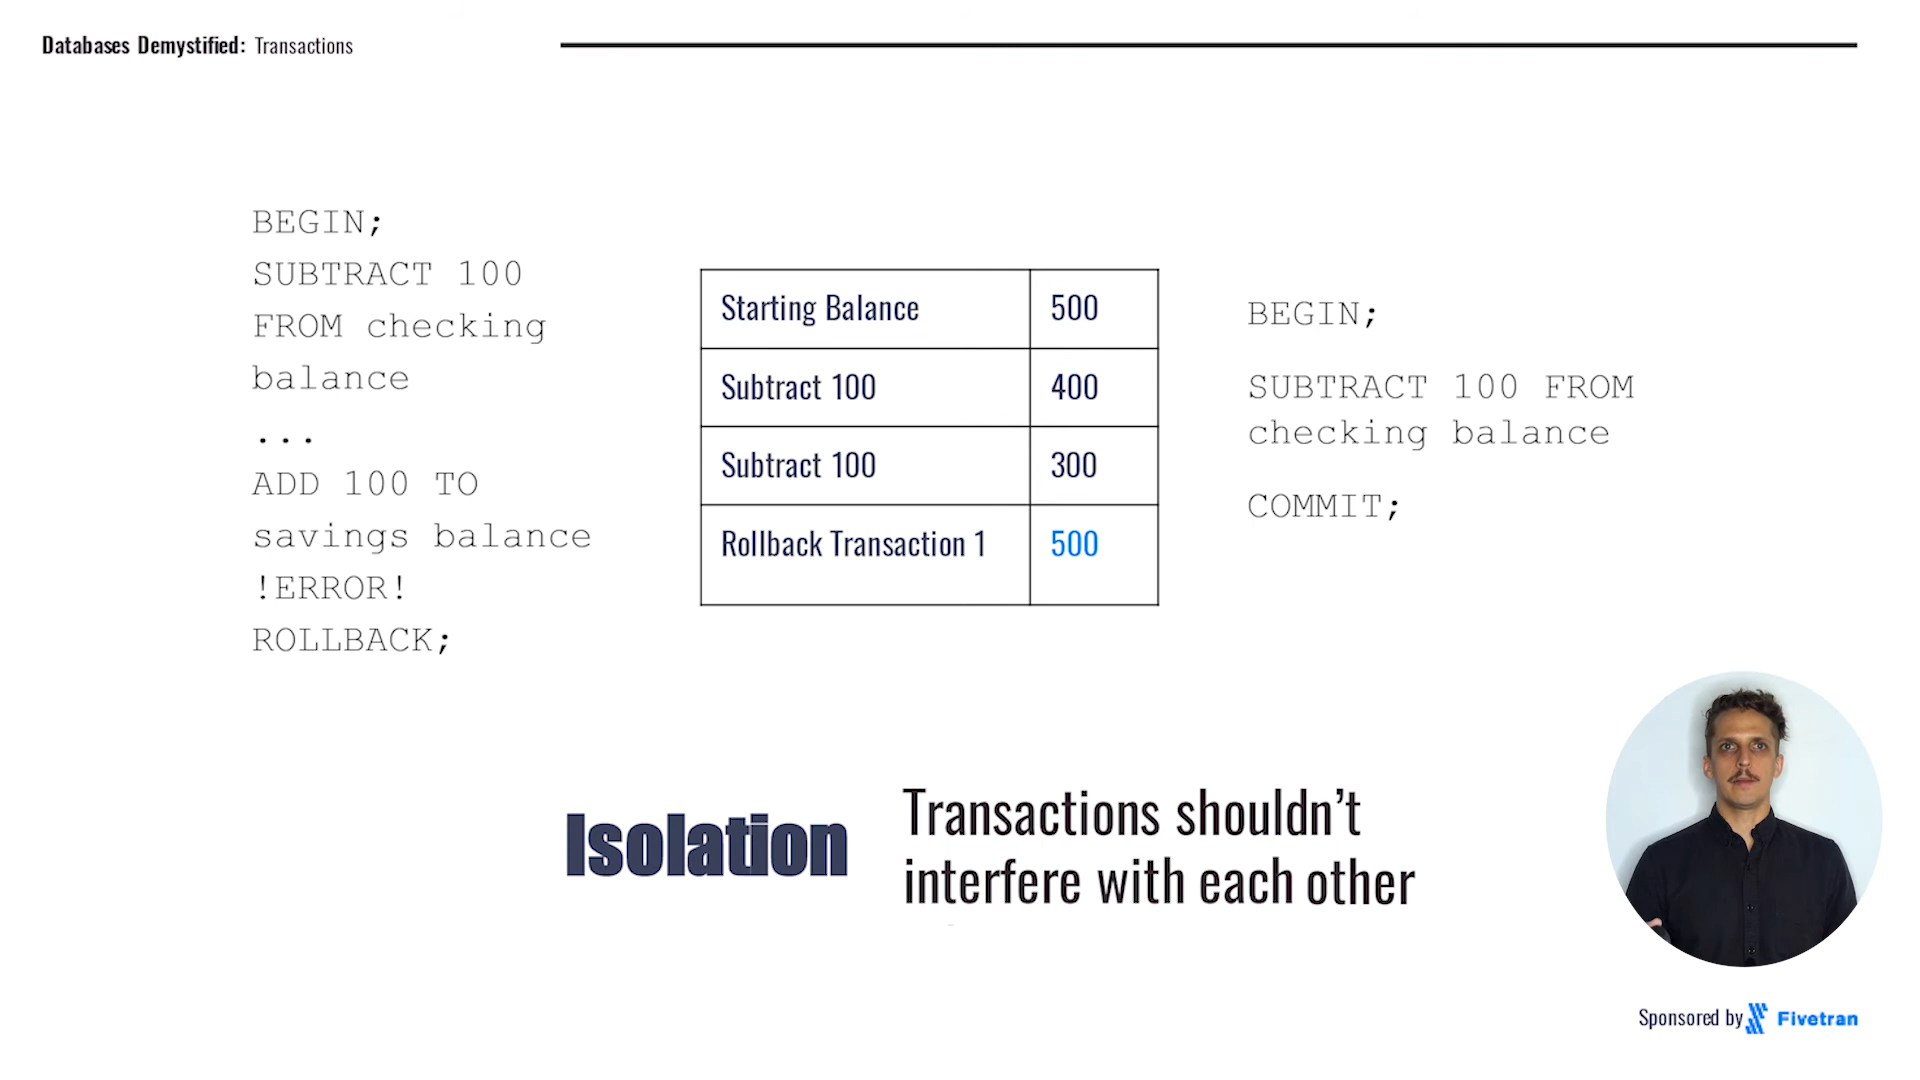 Databases Demystified: Transactions
BEGIN;
SUBTRACT 100
FROM checking
balance
...
ADD 100 TO
savings balance
!ERROR!
ROLLBACK;
Starting Balance 500
Subtract 100 400
Subtract 100 300
Rollback Transaction 1 500
BEGIN;
SUBTRACT 100 FROM
checking balance
COMMIT;
Isolation
Transactions shouldn’t
interfere with each other
Sponsored by Fivetran